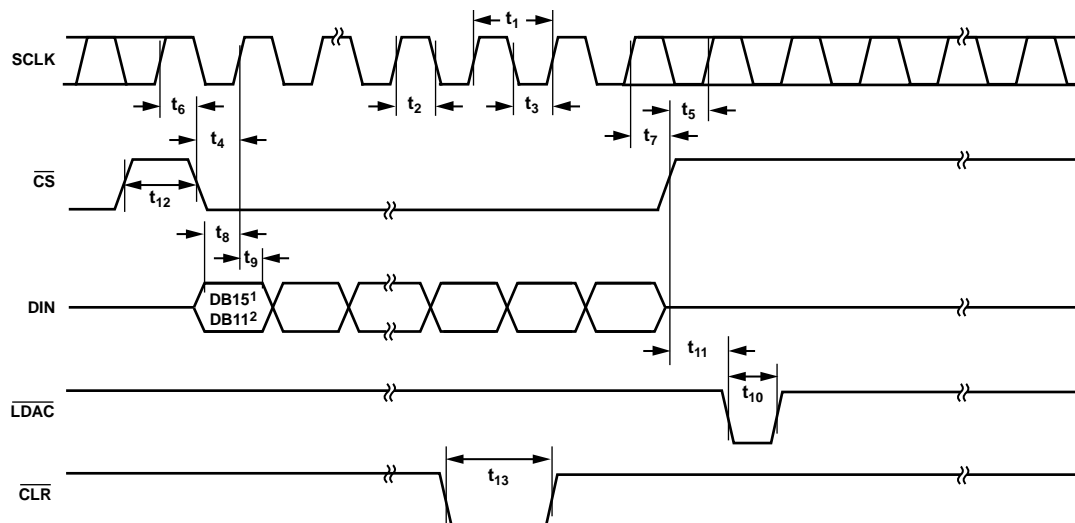 t1
SCLK
t6
t2
t3
t5
t4
t7
CS
t12
t8
t9
DIN
DB15¹
DB11²
t11
t10
LDAC
t13
CLR